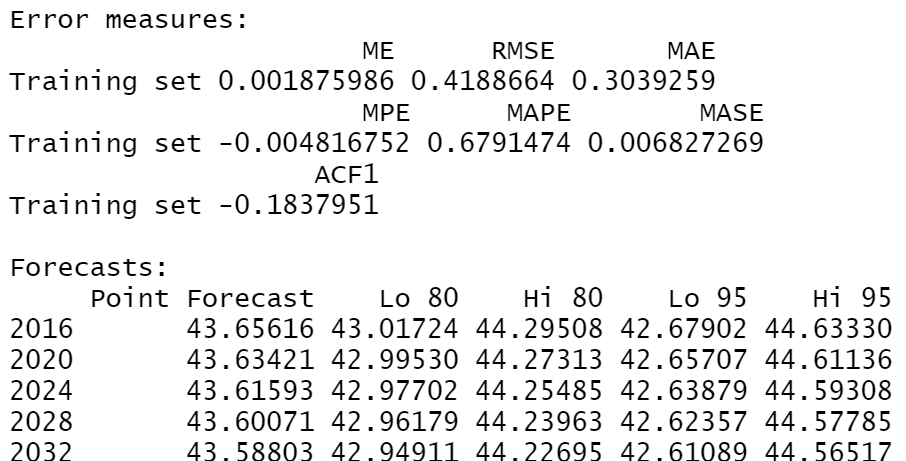 Error measures:
                      ME      RMSE       MAE
Training set 0.001875986 0.4188664 0.3039259
                      MPE      MAPE        MASE
Training set -0.004816752 0.6791474 0.006827269
                   ACF1
Training set -0.1837951

Forecasts:
     Point Forecast    Lo 80    Hi 80    Lo 95    Hi 95
2016       43.65616 43.01724 44.29508 42.67902 44.63330
2020       43.63421 42.99530 44.27313 42.65707 44.61136
2024       43.61593 42.97702 44.25485 42.63879 44.59308
2028       43.60071 42.96179 44.23963 42.62357 44.57785
2032       43.58803 42.94911 44.22695 42.61089 44.56517